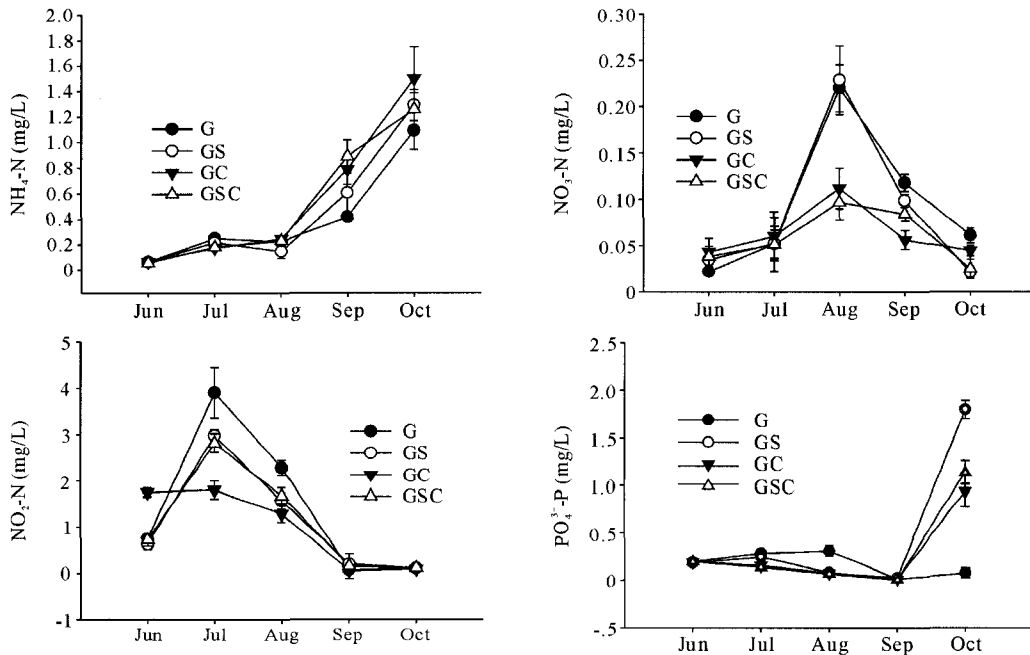 2.0
1.8
1.6
1.4
1.2
1.0
0.8
0.6
0.4
0.2
0
NH₄-N (mg/L)
G
GS
GC
GSC
Jun Jul Aug Sep Oct
0.30
0.25
0.20
0.15
0.10
0.05
0
NO₃-N (mg/L)
G
GS
GC
GSC
Jun Jul Aug Sep Oct
5
4
3
2
1
0
-1
NO₂-N (mg/L)
G
GS
GC
GSC
Jun Jul Aug Sep Oct
2.5
2.0
1.5
1.0
0.5
0
-.5
PO₄³⁻-P (mg/L)
G
GS
GC
GSC
Jun Jul Aug Sep Oct